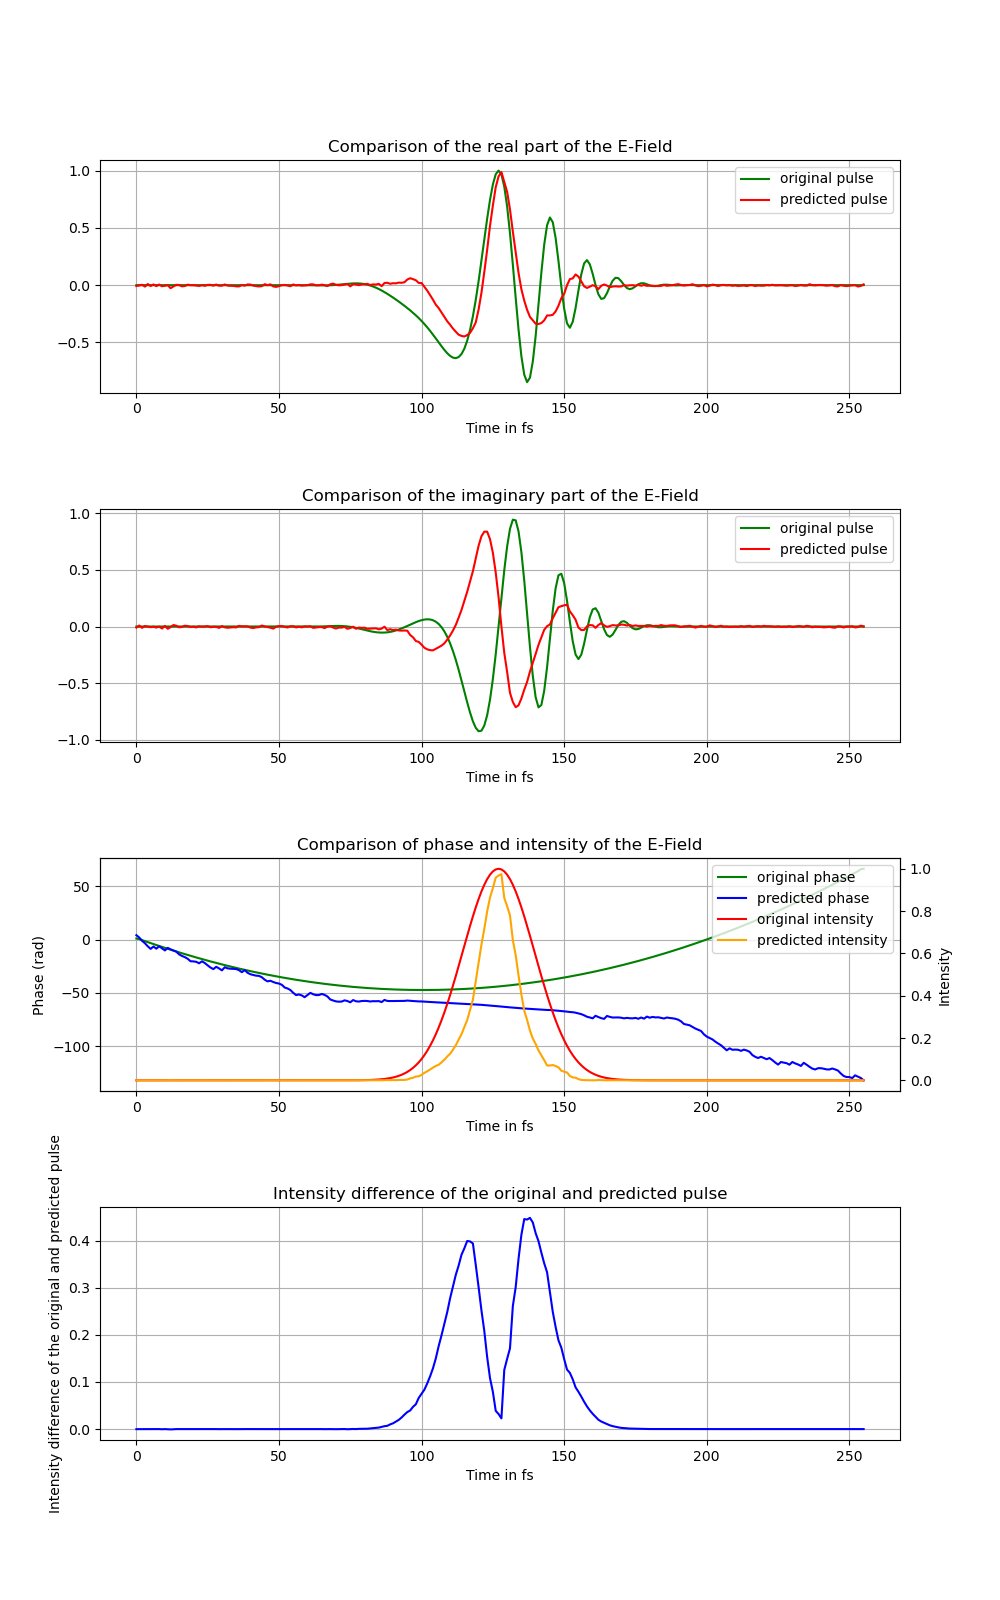 Comparison of the real part of the E-Field
1.0
0.5
0.0
−0.5
original pulse
predicted pulse
0 50 100 150 200 250
Time in fs
Comparison of the imaginary part of the E-Field
1.0
0.5
0.0
−0.5
−1.0
original pulse
predicted pulse
0 50 100 150 200 250
Time in fs
Comparison of phase and intensity of the E-Field
Phase (rad)
50
0
−50
−100
original phase
predicted phase
original intensity
predicted intensity
1.0
0.8
0.6
0.4
0.2
0.0
Intensity
0 50 100 150 200 250
Time in fs
Intensity difference of the original and predicted pulse
Intensity difference of the original and predicted pulse
0.4
0.3
0.2
0.1
0.0
0 50 100 150 200 250
Time in fs